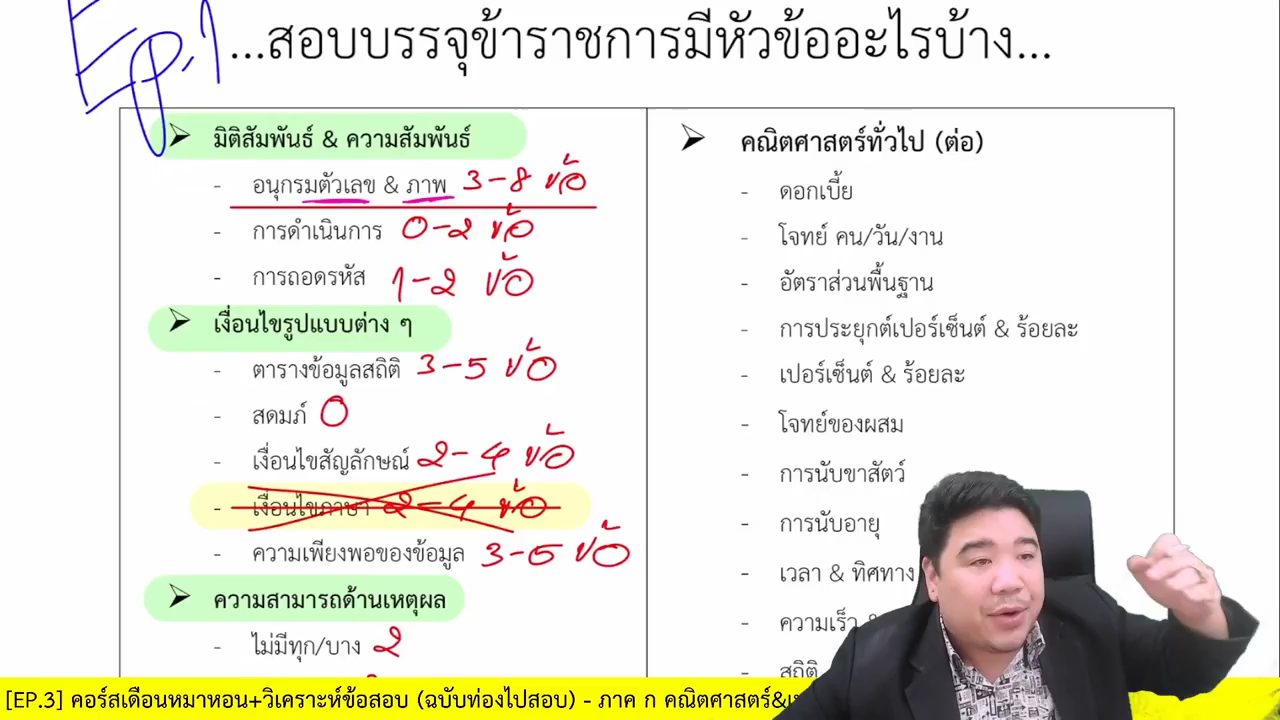 Ep.1
...สอบบรรจุข้าราชการมีหัวข้ออะไรบ้าง...
➢ มิติสัมพันธ์ & ความสัมพันธ์
- อนุกรมตัวเลข & ภาพ 3-8 ข้อ
- การดำเนินการ 0-2 ข้อ
- การถอดรหัส 1-2 ข้อ
➢ เงื่อนไขรูปแบบต่าง ๆ
- ตารางข้อมูลสถิติ 3-5 ข้อ
- สดมภ์ 0
- เงื่อนไขสัญลักษณ์ 2-4 ข้อ
- เงื่อนไขภาษา 2-4 ข้อ
- ความเพียงพอของข้อมูล 3-5 ข้อ
➢ ความสามารถด้านเหตุผล
- ไม่มีทุก/บาง 2
➢ คณิตศาสตร์ทั่วไป (ต่อ)
- ดอกเบี้ย
- โจทย์ คน/วัน/งาน
- อัตราส่วนพื้นฐาน
- การประยุกต์เปอร์เซ็นต์ & ร้อยละ
- เปอร์เซ็นต์ & ร้อยละ
- โจทย์ของผสม
- การนับขาสัตว์
- การนับอายุ
- เวลา & ทิศทาง
- ความเร็ว
- สถิติ
[EP.3] คอร์สเดือนหมาหอน+วิเคราะห์ข้อสอบ (ฉบับท่องไปสอบ) - ภาค ก คณิตศาสตร์&